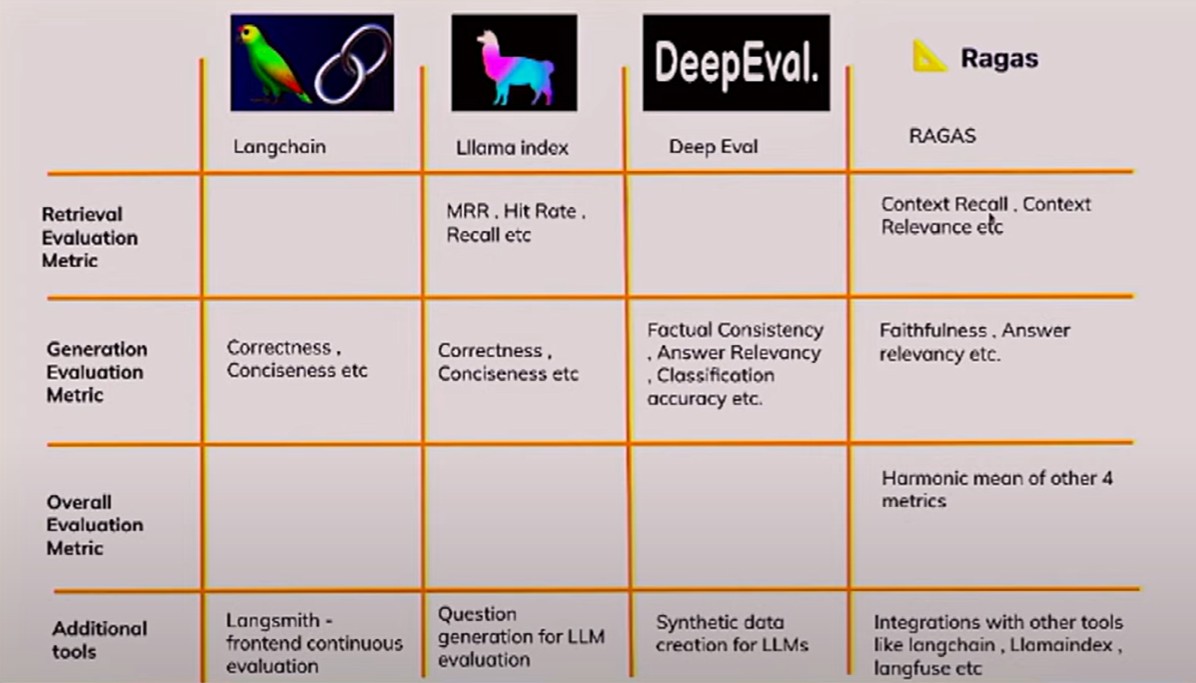 DeepEval.
Ragas
Langchain
Lllama index
Deep Eval
RAGAS
Retrieval
Evaluation
Metric
MRR , Hit Rate ,
Recall etc
Context Recall , Context
Relevance etc
Generation
Evaluation
Metric
Correctness ,
Conciseness etc
Correctness ,
Conciseness etc
Factual Consistency
, Answer Relevancy
, Classification
accuracy etc.
Faithfulness , Answer
relevancy etc.
Overall
Evaluation
Metric
Harmonic mean of other 4
metrics
Additional
tools
Langsmith -
frontend continuous
evaluation
Question
generation for LLM
evaluation
Synthetic data
creation for LLMs
Integrations with other tools
like langchain , Llamaindex ,
langfuse etc